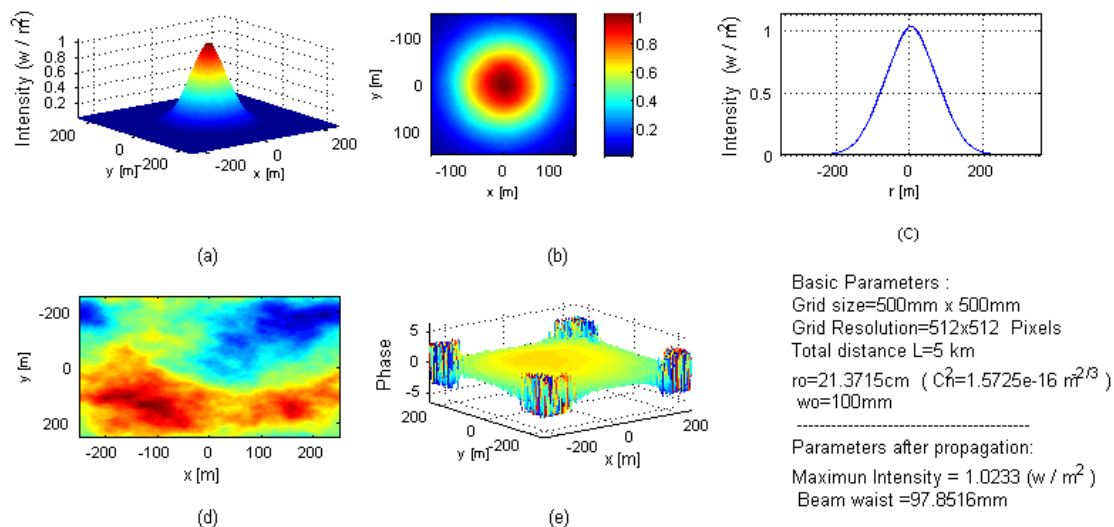 Intensity (w / m²)
1
0.8
0.6
0.4
0.2
200
0
-200
y [m]
-200
0
200
x [m]
(a)
-100
0
100
y [m]
-100 0 100
x [m]
1
0.8
0.6
0.4
0.2
(b)
Intensity (w / m²)
1
0.5
0
-200 0 200
r [m]
(C)
-200
0
200
y [m]
-200 -100 0 100 200
x [m]
(d)
Phase
5
0
-5
200
0
-200
y [m]
-200
0
200
x [m]
(e)
Basic Parameters :
Grid size=500mm x 500mm
Grid Resolution=512x512 Pixels
Total distance L=5 km
ro=21.3715cm ( Cn²=1.5725e-16 m^2/3 )
wo=100mm
----------------------------------------
Parameters after propagation:
Maximun Intensity = 1.0233 (w / m² )
Beam waist =97.8516mm